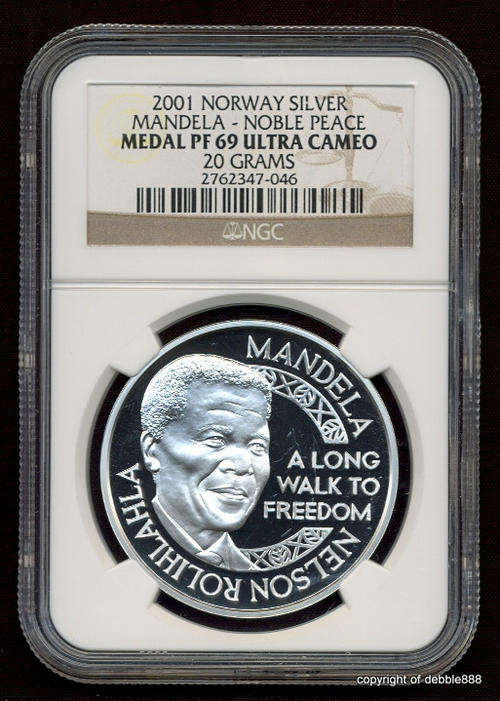 2001 NORWAY SILVER
MANDELA - NOBLE PEACE
MEDAL PF 69 ULTRA CAMEO
20 GRAMS
2762347-046
NGC
MANDELA
A LONG
WALK TO
FREEDOM
NELSON ROLIHLAHLA
copyright of debble888